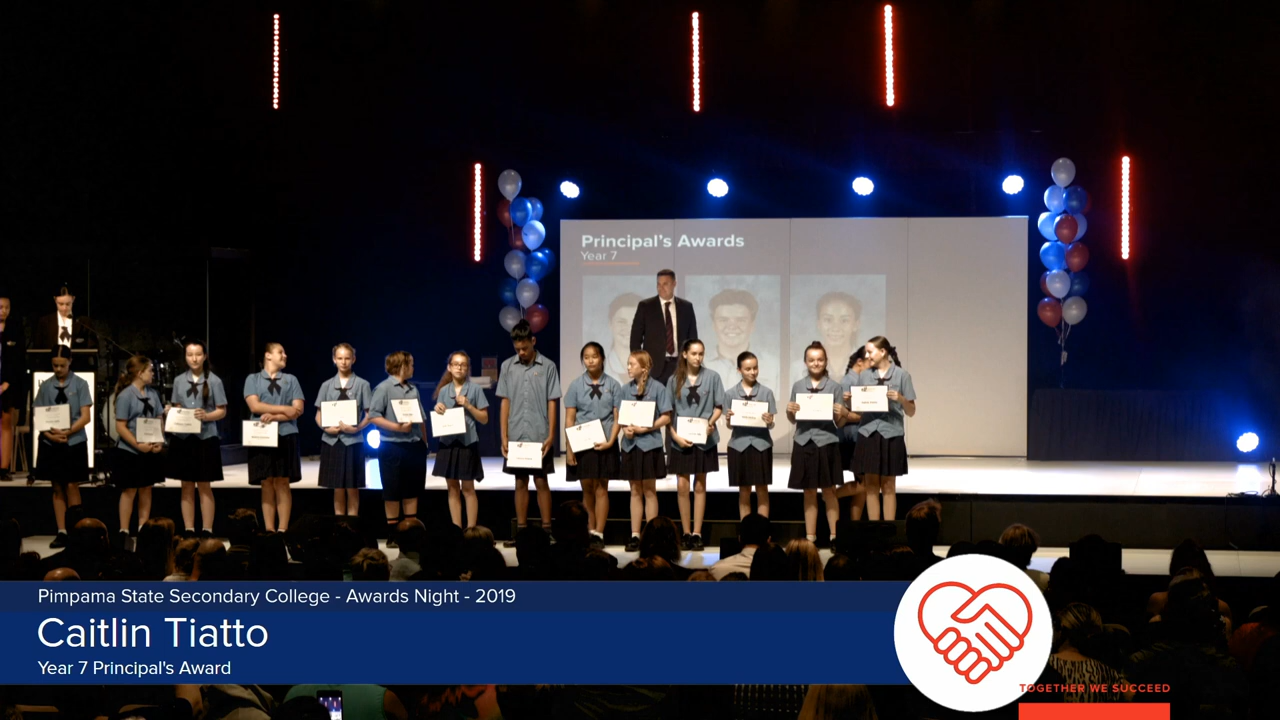 Principal's Awards
Year 7
Pimpama State Secondary College - Awards Night - 2019
Caitlin Tiatto
Year 7 Principal's Award
TOGETHER WE SUCCEED